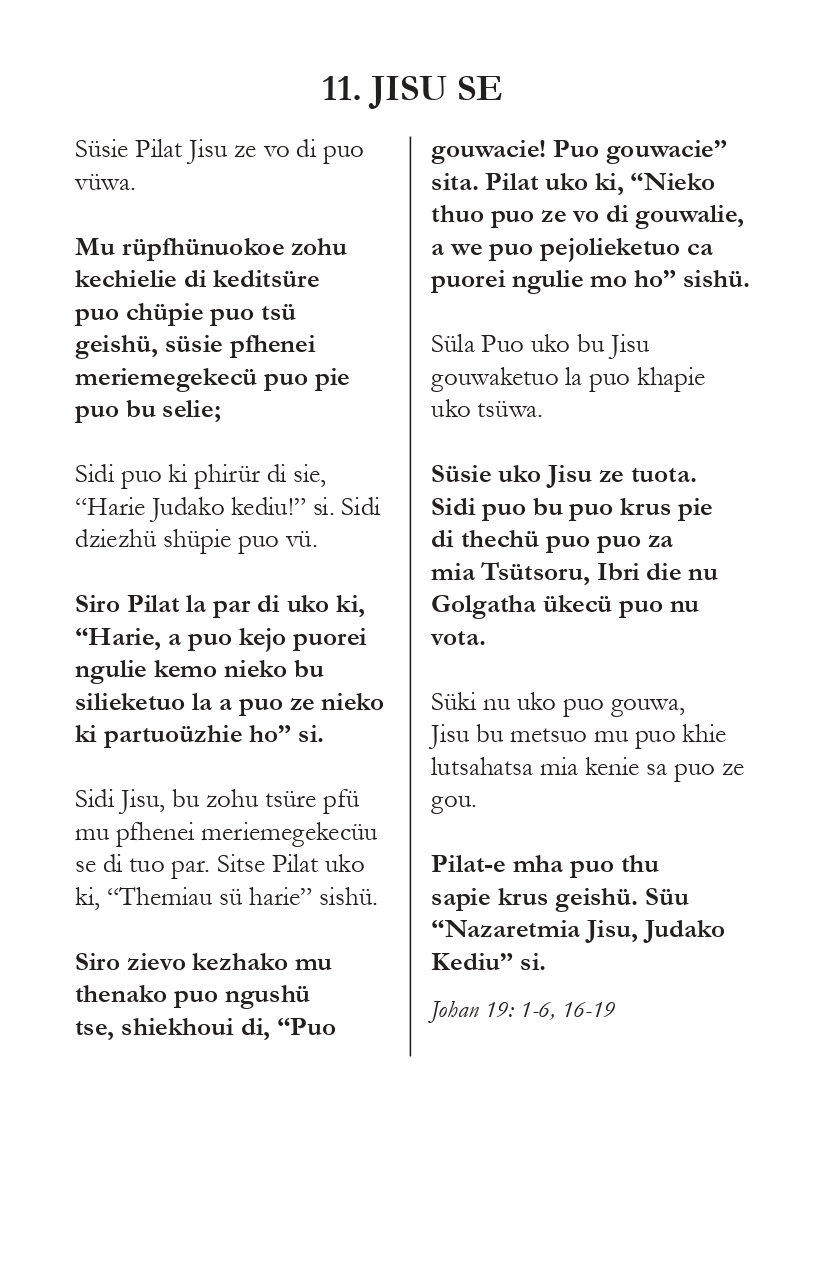 11. JISU SE
Süsie Pilat Jisu ze vo di puo
vüwa.
Mu rüpfhünuokoe zohu
kechielie di keditsüre
puo chüpie puo tsü
geishü, süsie pfhenei
meriemegekecü puo pie
puo bu selie;
Sidi puo ki phirür di sie,
“Harie Judako kediu!” si. Sidi
dziezhü shüpie puo vü.
Siro Pilat la par di uko ki,
“Harie, a puo kejo puorei
ngulie kemo nieko bu
silieketuo la a puo ze nieko
ki partuoüzhie ho” si.
Sidi Jisu, bu zohu tsüre pfü
mu pfhenei meriemegekecüu
se di tuo par. Sitse Pilat uko
ki, “Themiau sü harie” sishü.
Siro zievo kezhako mu
thenako puo ngushü
tse, shiekhoui di, “Puo
gouwacie! Puo gouwacie”
sita. Pilat uko ki, “Nieko
thuo puo ze vo di gouwalie,
a we puo pejolieketuo ca
puorei ngulie mo ho” sishü.
Süla Puo uko bu Jisu
gouwaketuo la puo khapie
uko tsüwa.
Süsie uko Jisu ze tuota.
Sidi puo bu puo krus pie
di thechü puo puo za
mia Tsütsoru, Ibri die nu
Golgatha ükecü puo nu
vota.
Süki nu uko puo gouwa,
Jisu bu metsuo mu puo khie
lutsahatsa mia kenie sa puo ze
gou.
Pilat-e mha puo thu
sapie krus geishü. Süu
“Nazaretmia Jisu, Judako
Kediu” si.
Johan 19: 1-6, 16-19